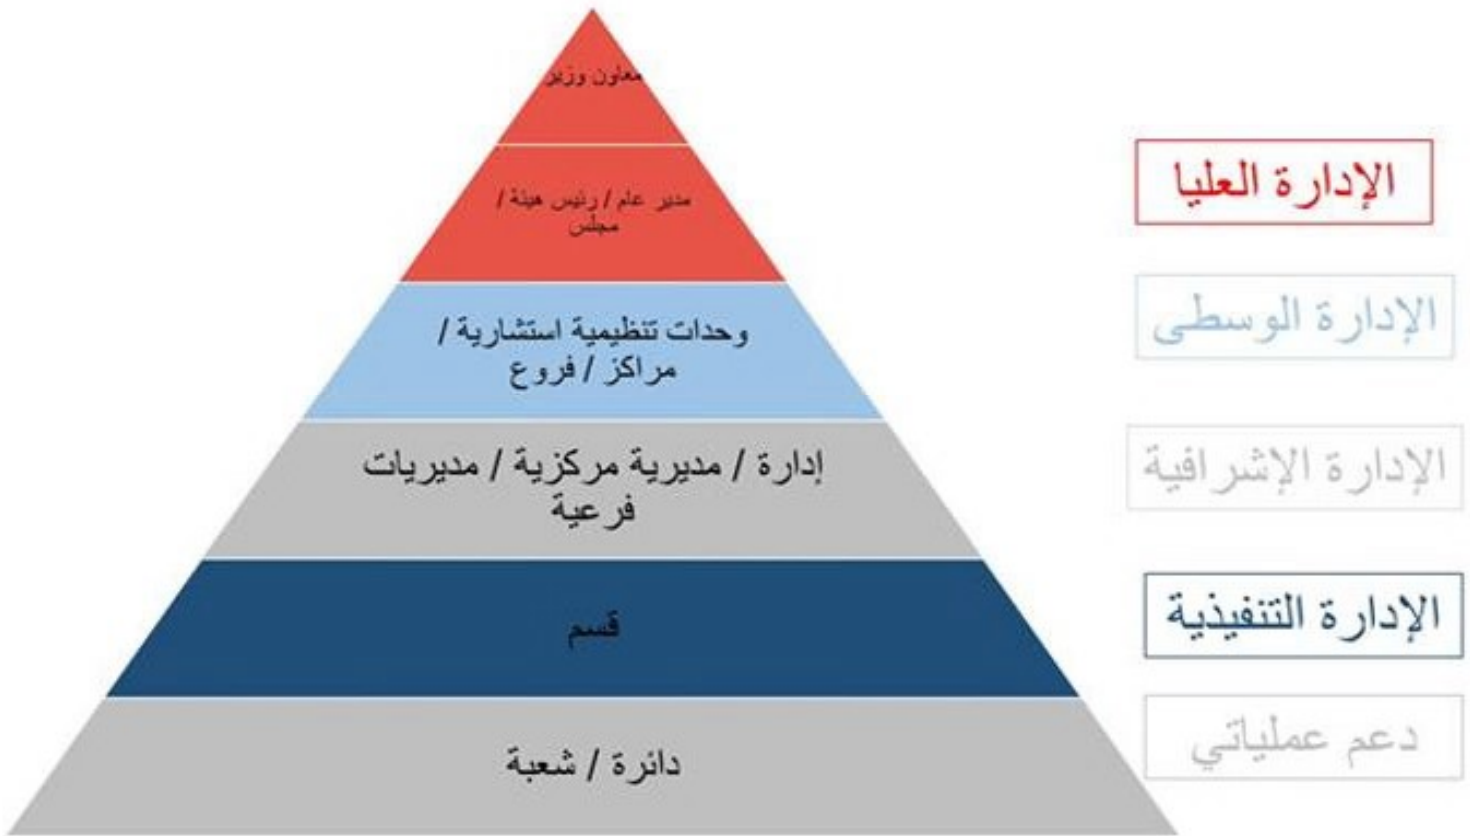 معاون وزير
مدير عام / رئيس هيئة /
مجلس
وحدات تنظيمية استشارية /
مراكز / فروع
إدارة / مديرية مركزية / مديريات
فرعية
قسم
دائرة / شعبة
الإدارة العليا
الإدارة الوسطى
الإدارة الإشرافية
الإدارة التنفيذية
دعم عملياتي